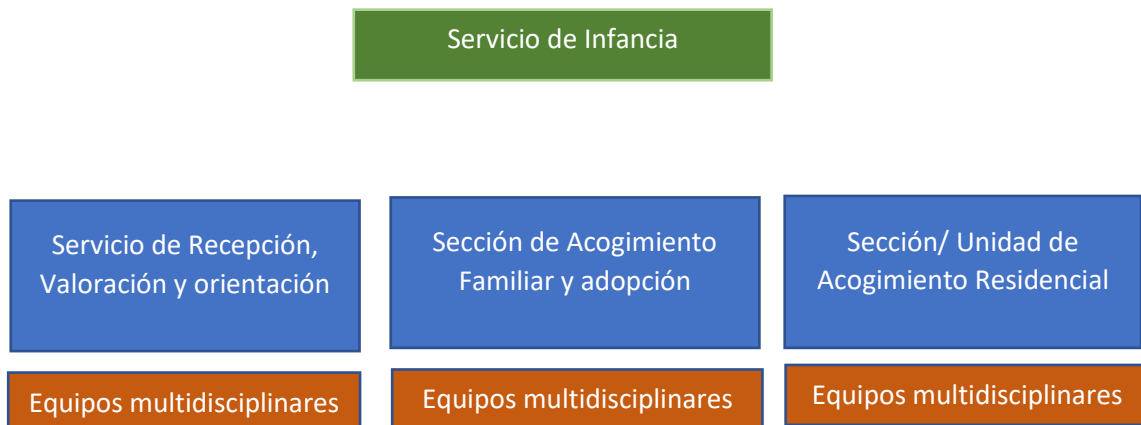 Servicio de Infancia
Servicio de Recepción,
Valoración y orientación
Sección de Acogimiento
Familiar y adopción
Sección/ Unidad de
Acogimiento Residencial
Equipos multidisciplinares
Equipos multidisciplinares
Equipos multidisciplinares